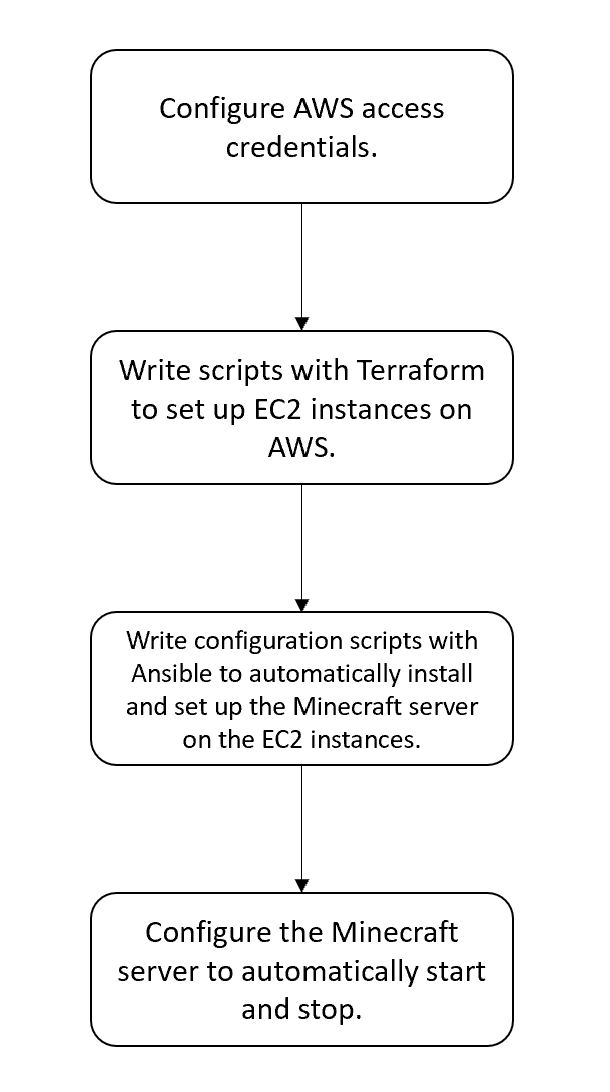 Configure AWS access
credentials.
Write scripts with Terraform
to set up EC2 instances on
AWS.
Write configuration scripts with
Ansible to automatically install
and set up the Minecraft server
on the EC2 instances.
Configure the Minecraft
server to automatically start
and stop.